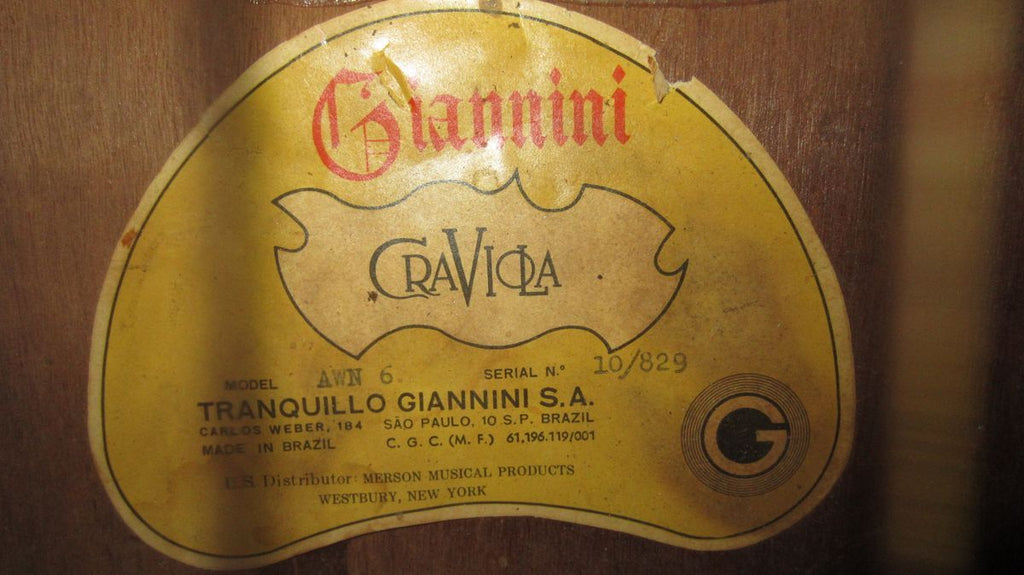 Giannini
CRAVIOLA
MODEL AWN 6 SERIAL N.º 10/829
TRANQUILLO GIANNINI S.A.
CARLOS WEBER, 184 SÃO PAULO, 10 S.P. BRAZIL
MADE IN BRAZIL C. G. C. (M. F.) 61,196.119/001
U.S. Distributor: MERSON MUSICAL PRODUCTS
WESTBURY, NEW YORK
G